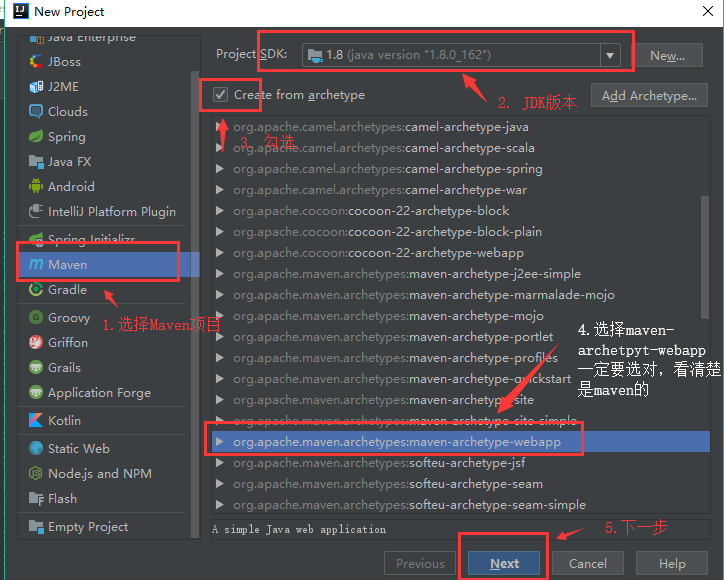 New Project
Java Enterprise
JBoss
J2ME
Clouds
Spring
Java FX
Android
IntelliJ Platform Plugin
Spring Initializr
Maven
Gradle
1.选择Maven项目
Groovy
Griffon
Grails
Application Forge
Kotlin
Static Web
Node.js and NPM
Flash
Empty Project
Project SDK:
1.8 (java version "1.8.0_162")
New...
2. JDK版本
Create from archetype
Add Archetype...
3. 勾选
org.apache.camel.archetypes:camel-archetype-java
org.apache.camel.archetypes:camel-archetype-scala
org.apache.camel.archetypes:camel-archetype-spring
org.apache.camel.archetypes:camel-archetype-war
org.apache.cocoon:cocoon-22-archetype-block
org.apache.cocoon:cocoon-22-archetype-block-plain
org.apache.cocoon:cocoon-22-archetype-webapp
org.apache.maven.archetypes:maven-archetype-j2ee-simple
org.apache.maven.archetypes:maven-archetype-marmalade-mojo
org.apache.maven.archetypes:maven-archetype-mojo
org.apache.maven.archetypes:maven-archetype-portlet
org.apache.maven.archetypes:maven-archetype-profiles
org.apache.maven.archetypes:maven-archetype-quickstart
org.apache.maven.archetypes:maven-archetype-site
org.apache.maven.archetypes:maven-archetype-site-simple
org.apache.maven.archetypes:maven-archetype-webapp
org.apache.maven.archetypes:softeu-archetype-jsf
org.apache.maven.archetypes:softeu-archetype-seam
org.apache.maven.archetypes:softeu-archetype-seam-simple
4.选择maven-
archetpyt-webapp
一定要选对，看清楚
是maven的
A simple Java web application
5.下一步
Previous
Next
Cancel
Help